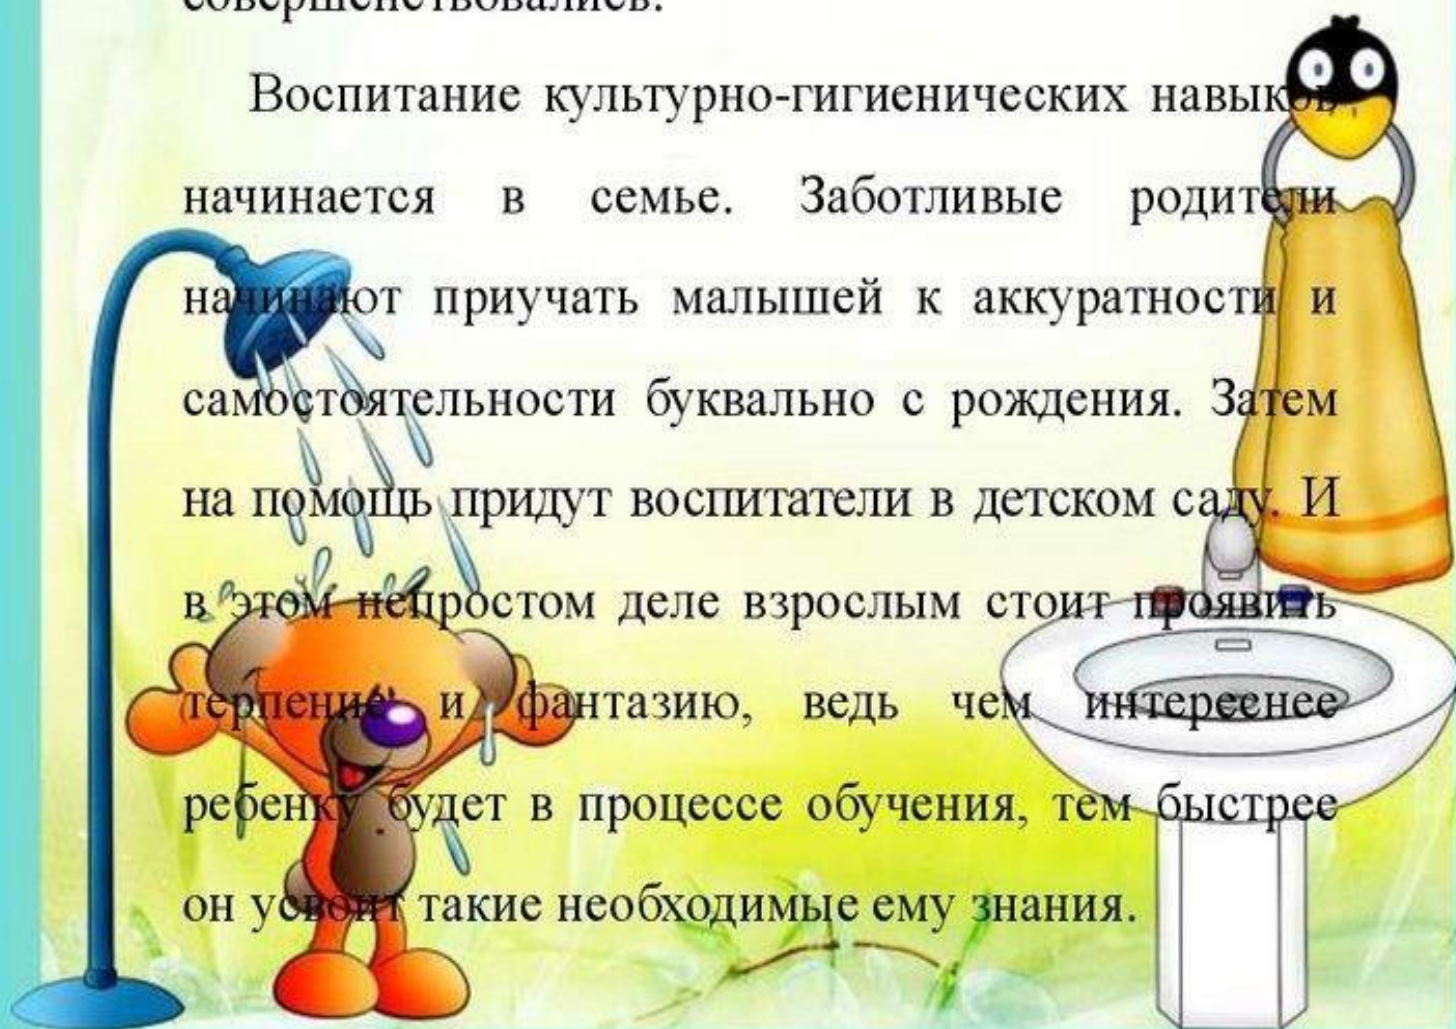 совершенствовались.
Воспитание культурно-гигиенических навыков
начинается в семье. Заботливые родители
начинают приучать малышей к аккуратности и
самостоятельности буквально с рождения. Затем
на помощь придут воспитатели в детском саду. И
в этом непростом деле взрослым стоит проявить
терпение и фантазию, ведь чем интереснее
ребенку будет в процессе обучения, тем быстрее
он усвоит такие необходимые ему знания.